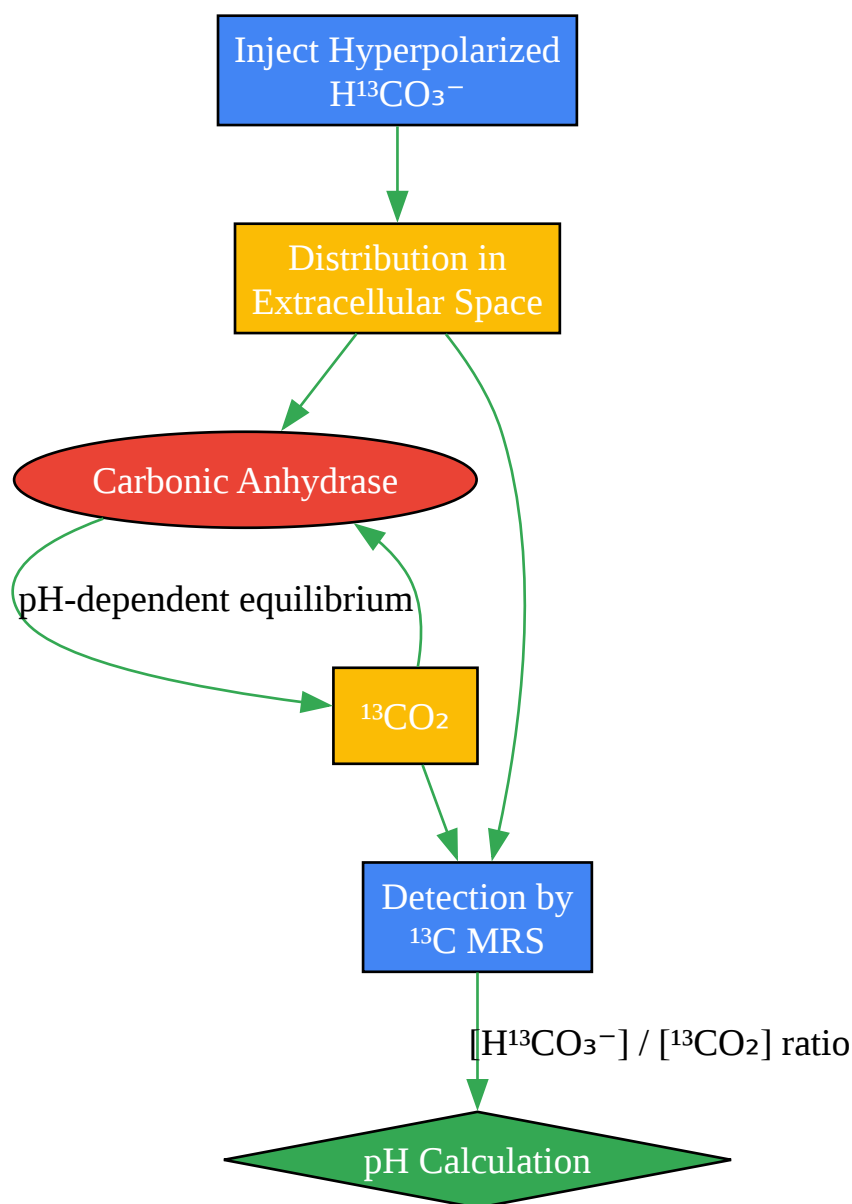 Inject Hyperpolarized
H¹³CO₃⁻
Distribution in
Extracellular Space
Carbonic Anhydrase
pH-dependent equilibrium
¹³CO₂
Detection by
¹³C MRS
[H¹³CO₃⁻] / [¹³CO₂] ratio
pH Calculation